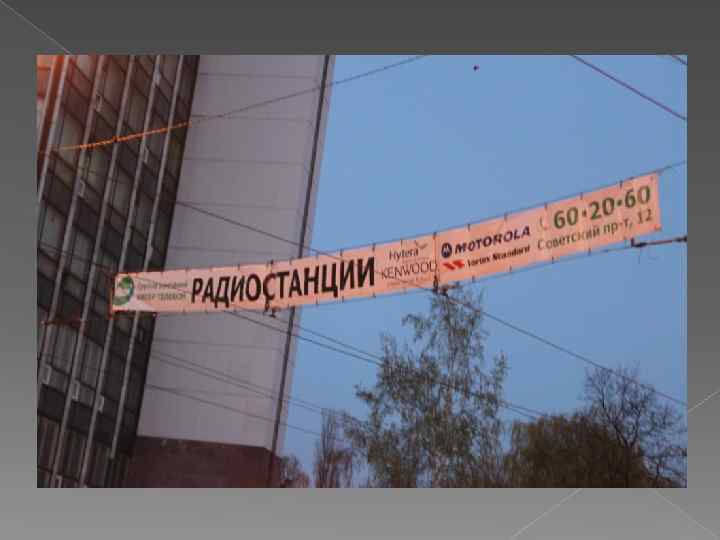 РАДИОСТАНЦИИ
Hytera
KENWOOD
MOTOROLA
Vertex Standard
60·20·60
Советский пр-т, 12